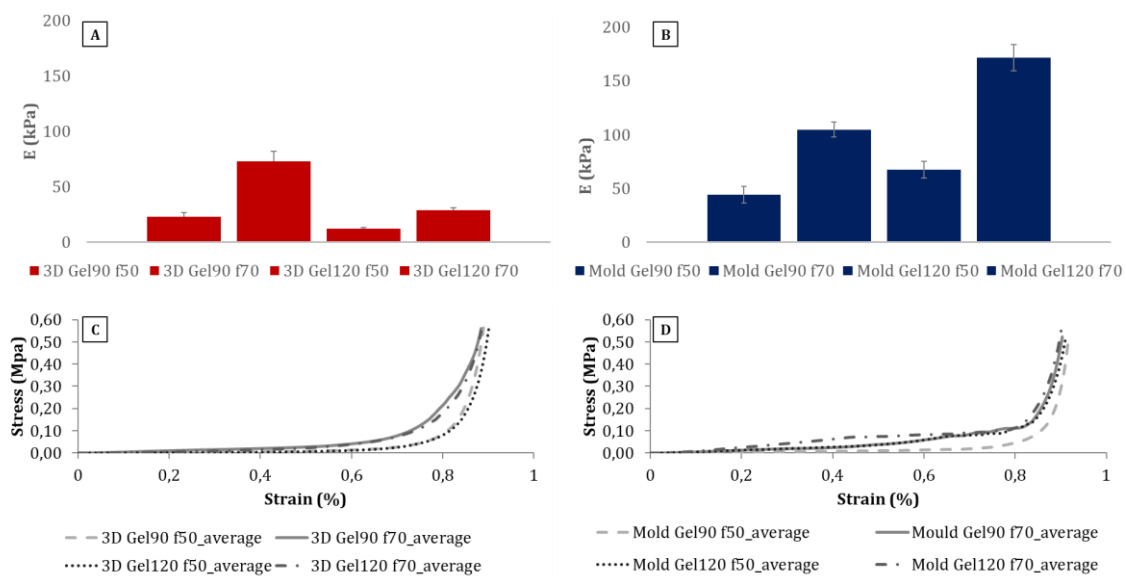 A
200
150
100
50
0
E (kPa)
3D Gel90 f50 3D Gel90 f70 3D Gel120 f50 3D Gel120 f70
B
200
150
100
50
0
E (kPa)
Mold Gel90 f50 Mold Gel90 f70 Mold Gel120 f50 Mold Gel120 f70
C
0,60
0,50
0,40
0,30
0,20
0,10
0,00
Stress (Mpa)
0 0,2 0,4 0,6 0,8 1
Strain (%)
3D Gel90 f50_average 3D Gel90 f70_average
3D Gel120 f50_average 3D Gel120 f70_average
D
0,60
0,50
0,40
0,30
0,20
0,10
0,00
Stress (MPa)
0 0,2 0,4 0,6 0,8 1
Strain (%)
Mold Gel90 f50_average Mould Gel90 f70_average
Mold Gel120 f50_average Mold Gel120 f70_average